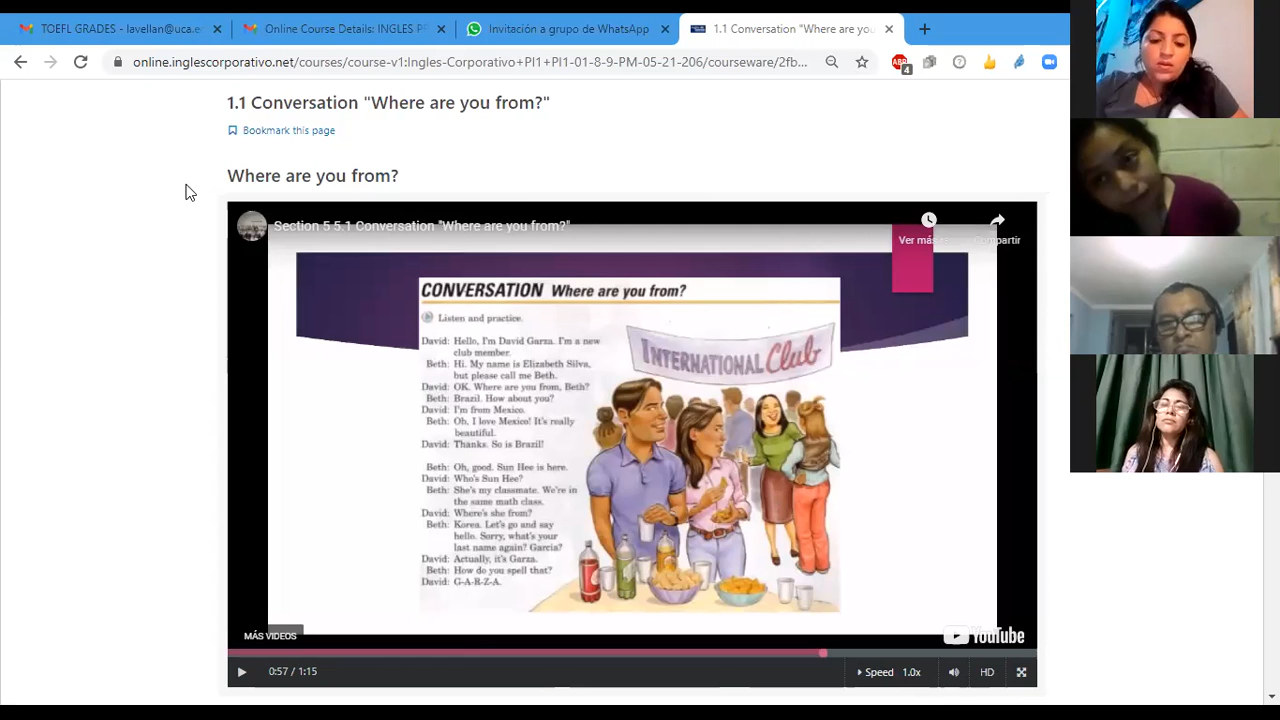 TOEFL GRADES - lavellan@uca.e
Online Course Details: INGLES PR
Invitación a grupo de WhatsApp
1.1 Conversation "Where are you
online.inglescorporativo.net/courses/course-v1:Ingles-Corporativo+PI1+PI1-01-8-9-PM-05-21-206/courseware/2fb...
ABP
4
1.1 Conversation "Where are you from?"
Bookmark this page
Where are you from?
Section 5 5.1 Conversation "Where are you from?"
Ver más
Compartir
CONVERSATION Where are you from?
Listen and practice.
INTERNATIONAL Club
David: Hello, I'm David Garza. I'm a new
club member.
Beth: Hi. My name is Elizabeth Silva,
but please call me Beth.
David: OK. Where are you from, Beth?
Beth: Brazil. How about you?
David: I'm from Mexico.
Beth: Oh, I love Mexico! It's really
beautiful.
David: Thanks. So is Brazil!
Beth: Oh, good. Sun Hee is here.
David: Who's Sun Hee?
Beth: She's my classmate. We're in
the same math class.
David: Where's she from?
Beth: Korea. Let's go and say
hello. Sorry, what's your
last name again? Garcia?
David: Actually, it's Garza.
Beth: How do you spell that?
David: G-A-R-Z-A.
MÁS VIDEOS
YouTube
0:57 / 1:15
Speed 1.0x
HD